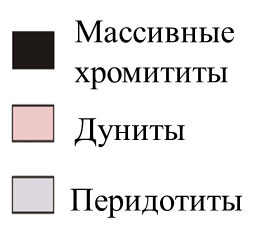 Массивные
хромититы
Дуниты
Перидотиты